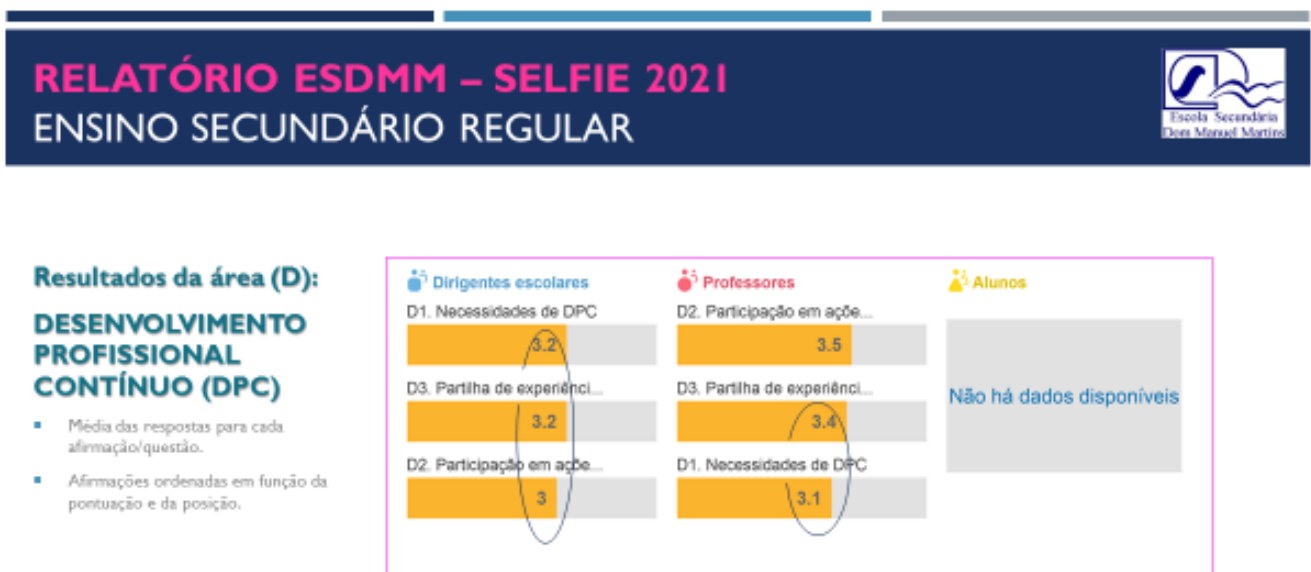 RELATÓRIO ESDMM – SELFIE 2021
ENSINO SECUNDÁRIO REGULAR
Escola Secundária
Dom Manuel Martins
Resultados da área (D):
DESENVOLVIMENTO
PROFISSIONAL
CONTÍNUO (DPC)
Média das respostas para cada
afirmação/questão.
Afirmações ordenadas em função da
pontuação e da posição.
Dirigentes escolares
D1. Necessidades de DPC
3.2
D3. Partilha de experiênci...
3.2
D2. Participação em açõe...
3
Professores
D2. Participação em açõe...
3.5
D3. Partilha de experiênci...
3.4
D1. Necessidades de DPC
3.1
Alunos
Não há dados disponíveis